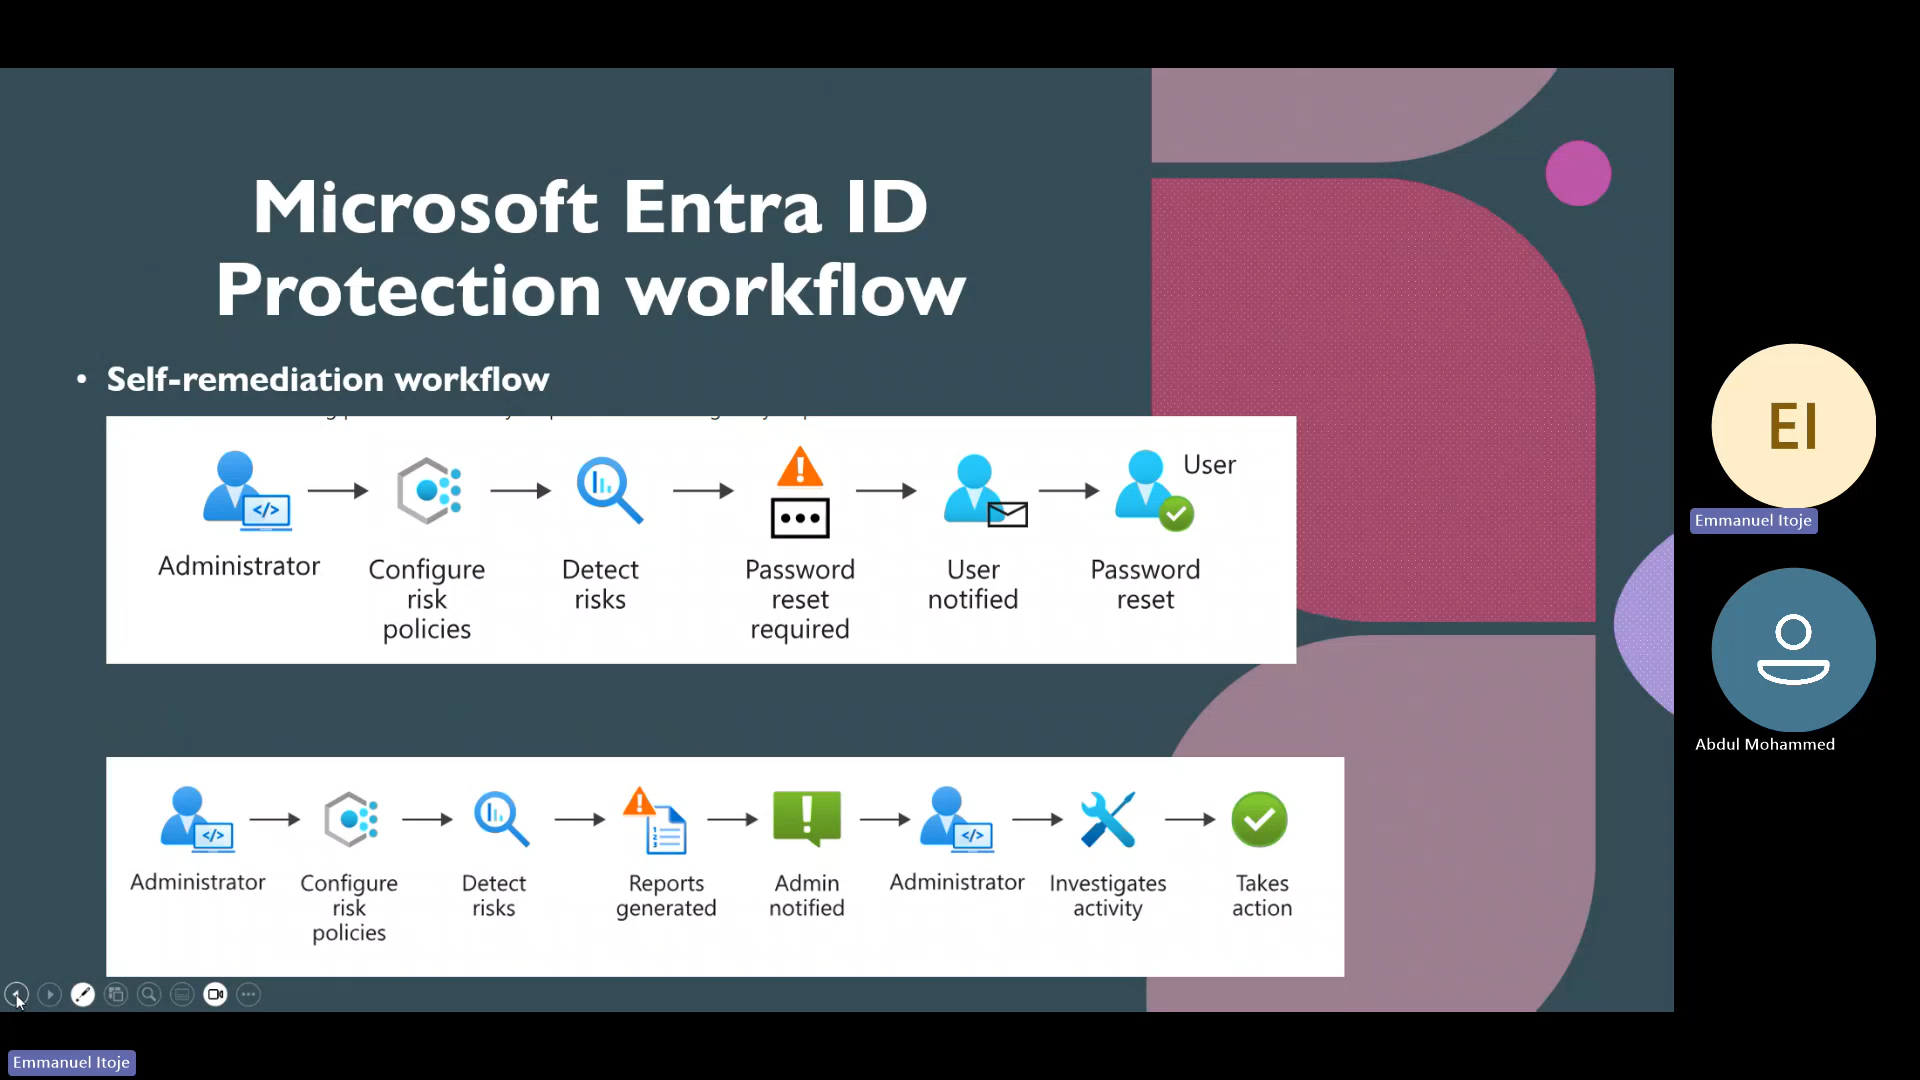 Microsoft Entra ID
Protection workflow
• Self-remediation workflow
User
Administrator
Configure
risk
policies
Detect
risks
Password
reset
required
User
notified
Password
reset
Administrator
Configure
risk
policies
Detect
risks
Reports
generated
Admin
notified
Administrator
Investigates
activity
Takes
action
EI
Emmanuel Itoje
Abdul Mohammed
Emmanuel Itoje